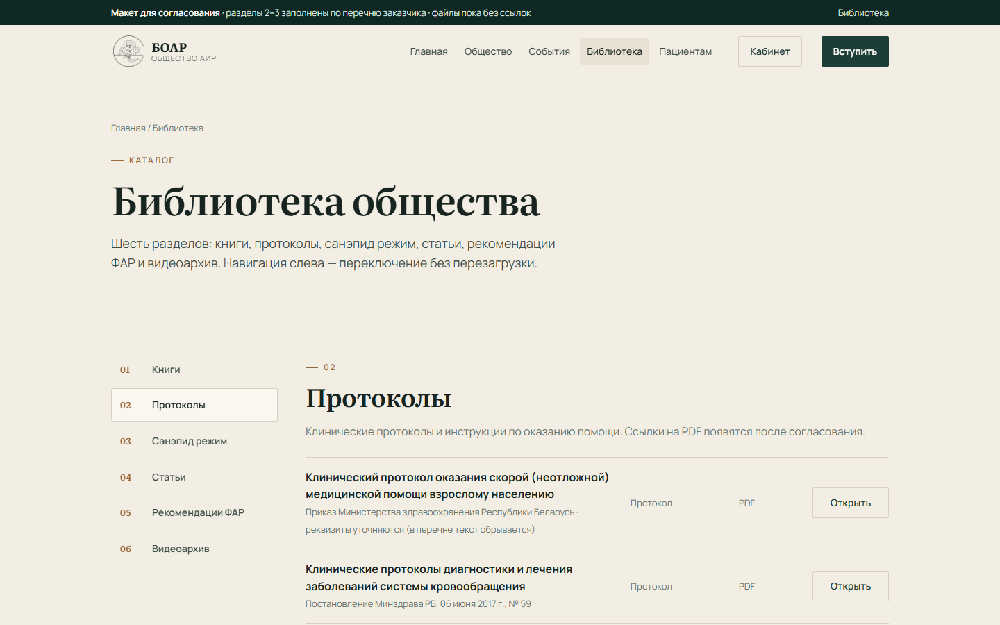 Макет для согласования · разделы 2–3 заполнены по перечню заказчика · файлы пока без ссылок
Библиотека
БОАР
ОБЩЕСТВО АИР
Главная
Общество
События
Библиотека
Пациентам
Кабинет
Вступить
Главная / Библиотека
— КАТАЛОГ
Библиотека общества
Шесть разделов: книги, протоколы, санэпид режим, статьи, рекомендации
ФАР и видеоархив. Навигация слева — переключение без перезагрузки.
01 Книги
02 Протоколы
03 Санэпид режим
04 Статьи
05 Рекомендации ФАР
06 Видеоархив
— 02
Протоколы
Клинические протоколы и инструкции по оказанию помощи. Ссылки на PDF появятся после согласования.
Клинический протокол оказания скорой (неотложной)
медицинской помощи взрослому населению
Приказ Министерства здравоохранения Республики Беларусь ·
реквизиты уточняются (в перечне текст обрывается)
Протокол
PDF
Открыть
Клинические протоколы диагностики и лечения
заболеваний системы кровообращения
Постановление Минздрава РБ, 06 июня 2017 г., № 59
Протокол
PDF
Открыть